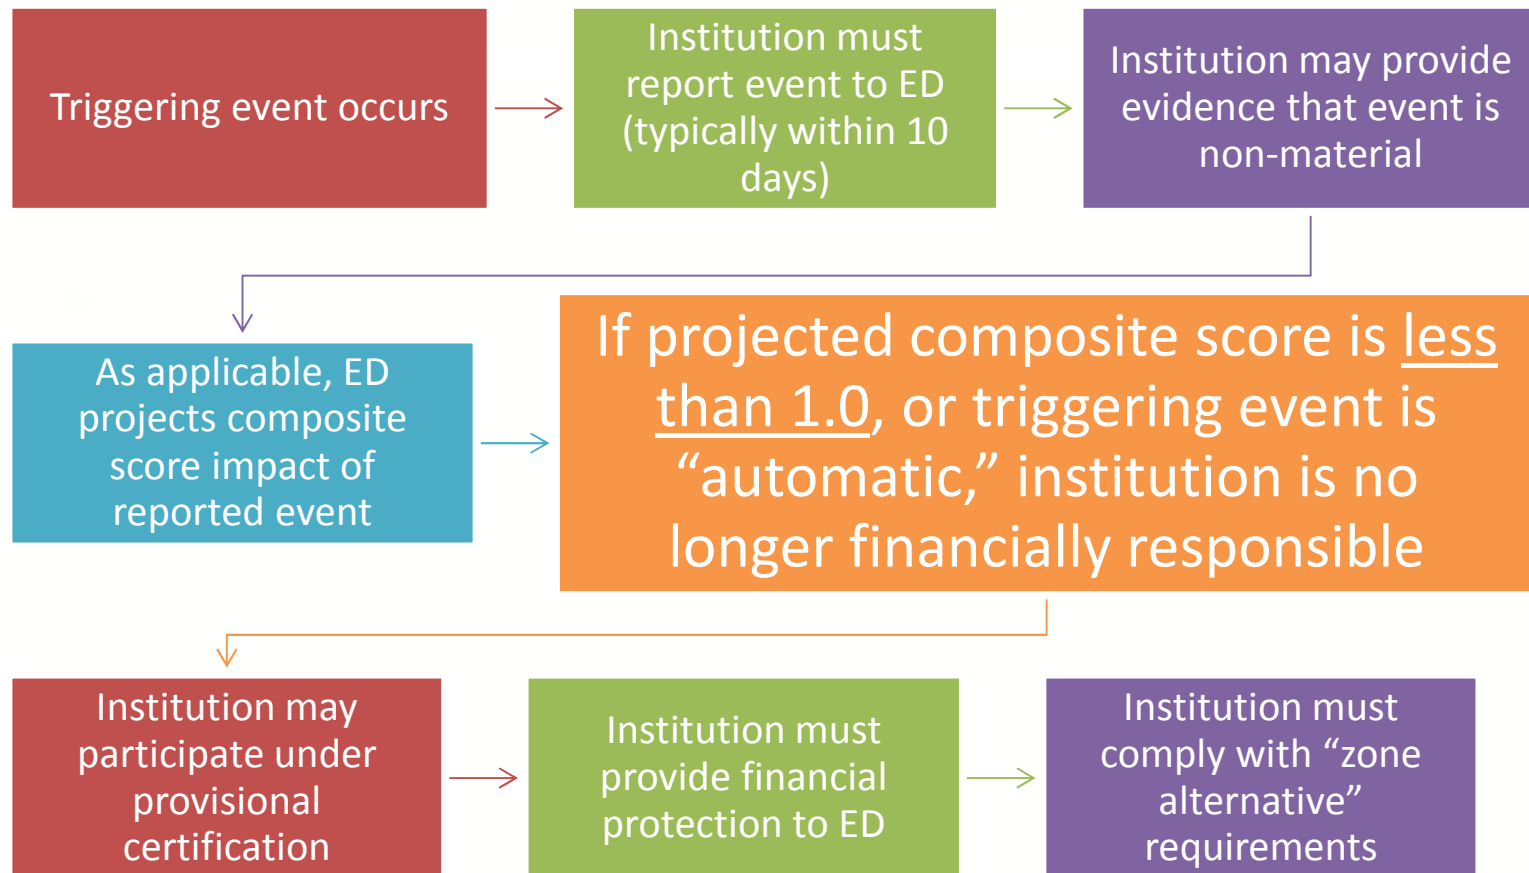 Triggering event occurs
Institution must
report event to ED
(typically within 10
days)
Institution may provide
evidence that event is
non-material
As applicable, ED
projects composite
score impact of
reported event
If projected composite score is less
than 1.0, or triggering event is
“automatic,” institution is no
longer financially responsible
Institution may
participate under
provisional
certification
Institution must
provide financial
protection to ED
Institution must
comply with “zone
alternative”
requirements